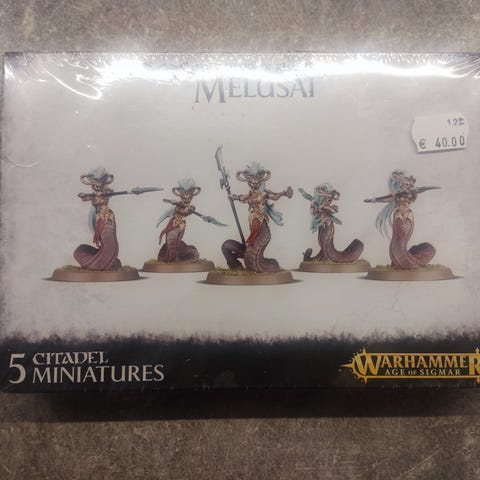 MELUSAI
€ 40.00
5 CITADEL
MINIATURES
WARHAMMER
AGE OF SIGMAR